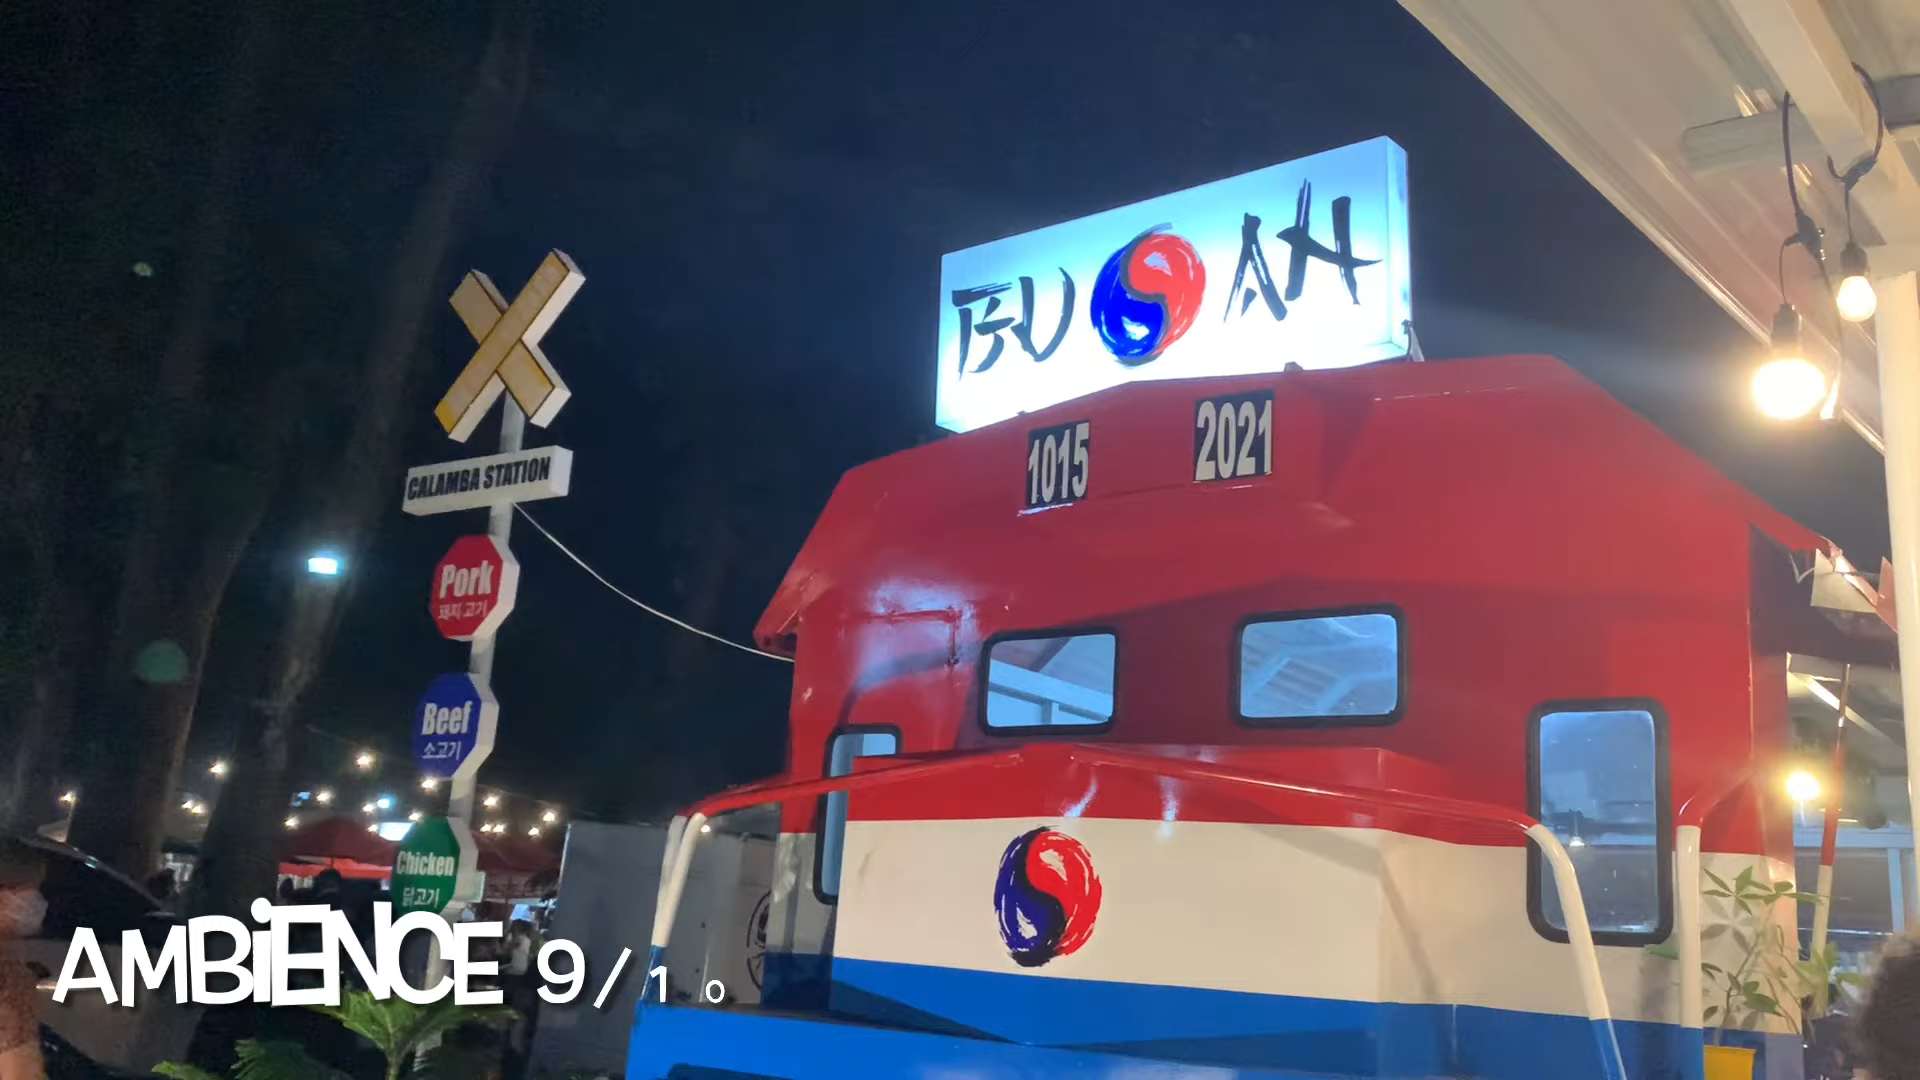 BU AN
1015 2021
CALAMBA STATION
Pork
돼지 고기
Beef
소고기
Chicken
닭고기
AMBiENCE 9/10